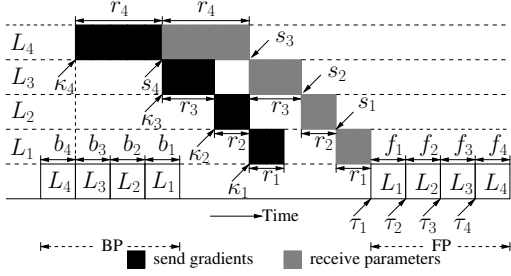 r₄ r₄
L₄ s₃
κ₄ s₄
L₃ s₂
κ₃ r₃ r₃
L₂ s₁
κ₂ r₂ r₂
L₁ b₄ b₃ b₂ b₁ f₁ f₂ f₃ f₄
κ₁ r₁ r₁
L₄ L₃ L₂ L₁ L₁ L₂ L₃ L₄
Time τ₁ τ₂ τ₃ τ₄
BP FP
send gradients receive parameters